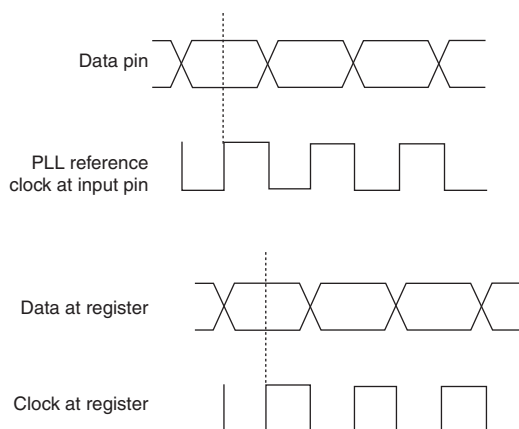 Data pin
PLL reference
clock at input pin
Data at register
Clock at register